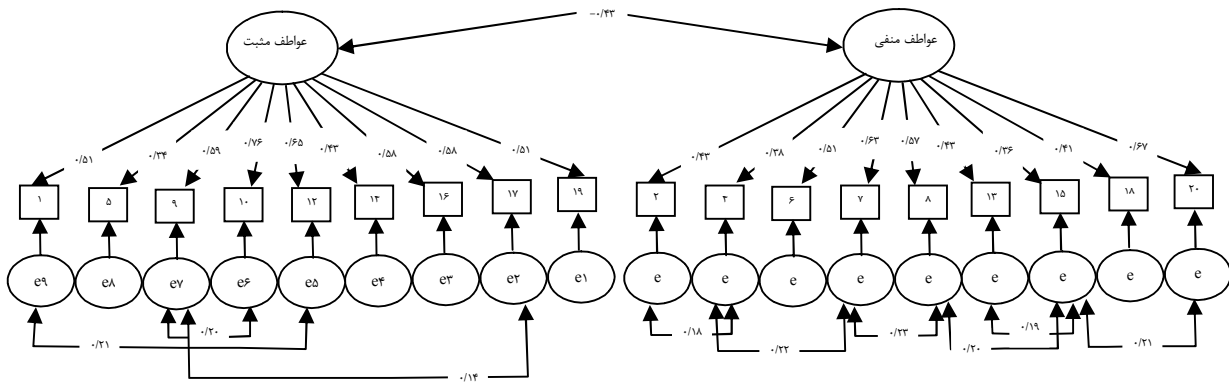 -۰/۴۳
عواطف مثبت
عواطف منفی
۰/۵۱ ۰/۳۴ ۰/۵۹ ۰/۷۶ ۰/۶۵ ۰/۴۳ ۰/۵۸ ۰/۵۸ ۰/۵۱
۰/۴۳ ۰/۳۸ ۰/۵۱ ۰/۶۳ ۰/۵۷ ۰/۴۳ ۰/۳۶ ۰/۴۱ ۰/۶۷
۱ ۵ ۹ ۱۰ ۱۲ ۱۴ ۱۶ ۱۷ ۱۹
۲ ۴ ۶ ۷ ۸ ۱۳ ۱۵ ۱۸ ۲۰
e۹ e۸ e۷ e۶ e۵ e۴ e۳ e۲ e۱
e e e e e e e e e
۰/۲۰
۰/۲۱
۰/۱۴
۰/۱۸ ۰/۲۳ ۰/۱۹
۰/۲۲ ۰/۲۰ ۰/۲۱